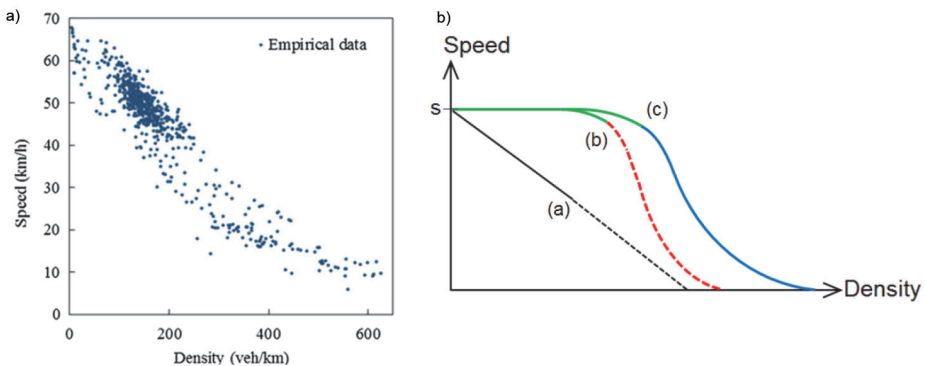 a)
70
60
50
40
30
20
10
0
Speed (km/h)
Empirical data
0 200 400 600
Density (veh/km)
b)
Speed
s
(c)
(b)
(a)
Density